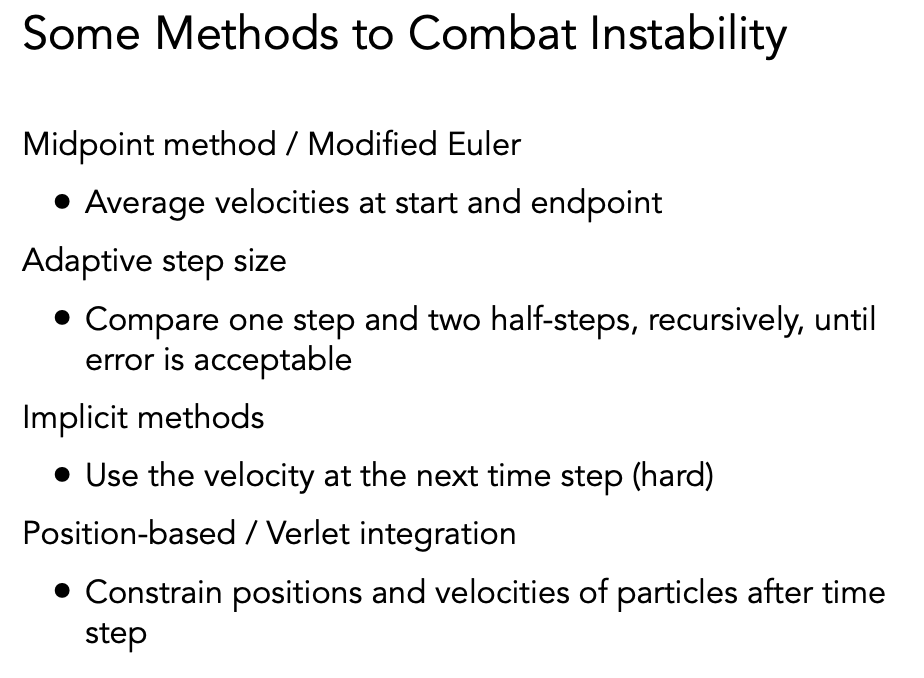 Some Methods to Combat Instability
Midpoint method / Modified Euler
• Average velocities at start and endpoint
Adaptive step size
• Compare one step and two half-steps, recursively, until
error is acceptable
Implicit methods
• Use the velocity at the next time step (hard)
Position-based / Verlet integration
• Constrain positions and velocities of particles after time
step